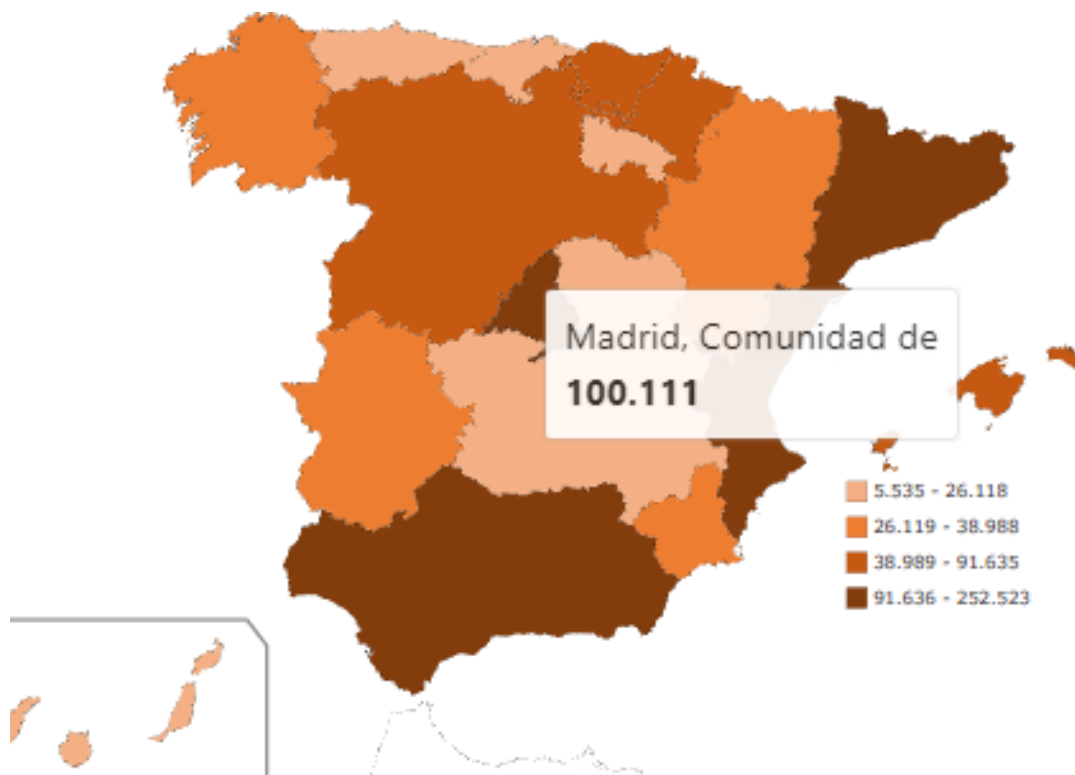 Madrid, Comunidad de
100.111
5.535 - 26.118
26.119 - 38.988
38.989 - 91.635
91.636 - 252.523